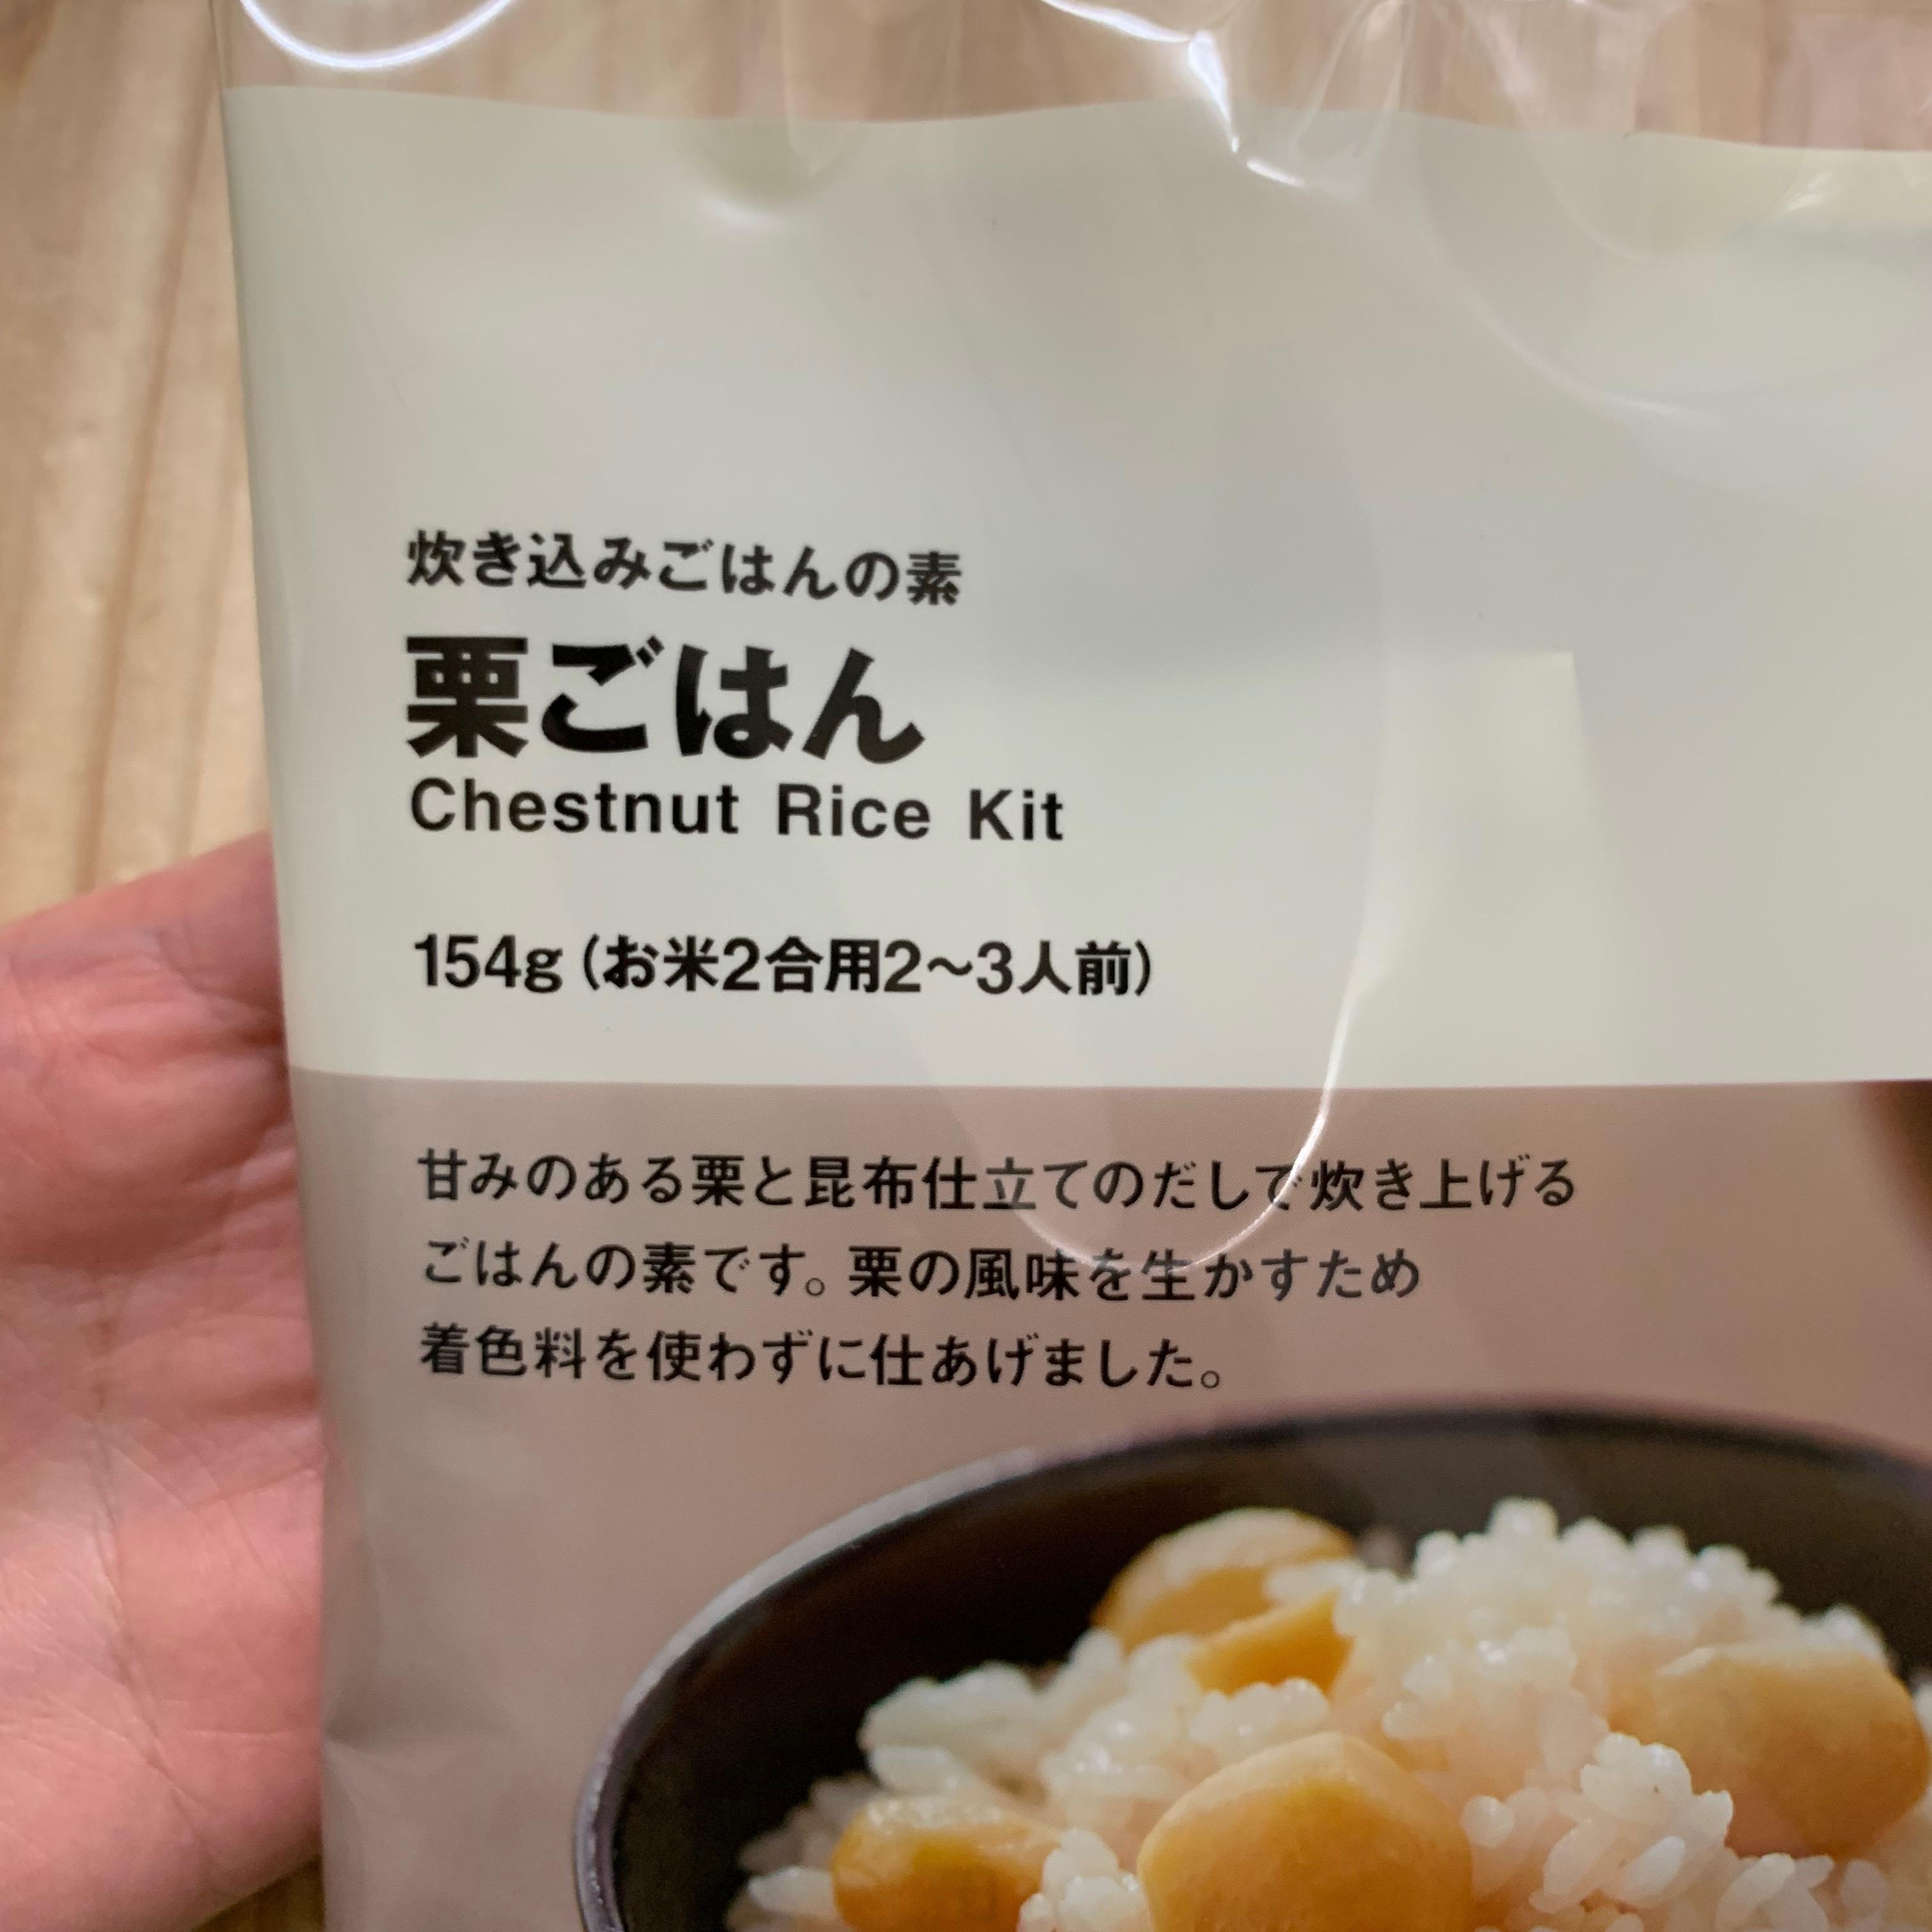 炊き込みごはんの素
栗ごはん
Chestnut Rice Kit
154g（お米2合用2〜3人前）
甘みのある栗と昆布仕立てのだしで炊き上げる
ごはんの素です。栗の風味を生かすため
着色料を使わずに仕あげました。